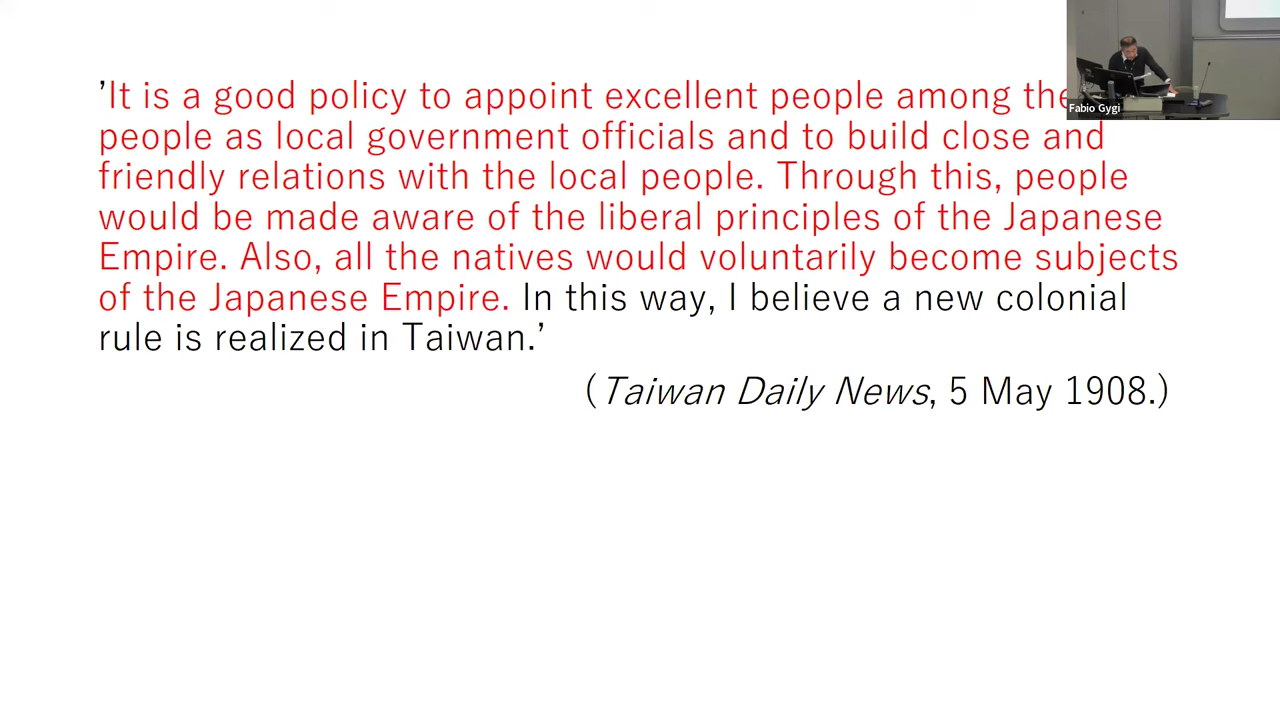 ’It is a good policy to appoint excellent people among the
people as local government officials and to build close and
friendly relations with the local people. Through this, people
would be made aware of the liberal principles of the Japanese
Empire. Also, all the natives would voluntarily become subjects
of the Japanese Empire. In this way, I believe a new colonial
rule is realized in Taiwan.’
(Taiwan Daily News, 5 May 1908.)
Fabio Gygi